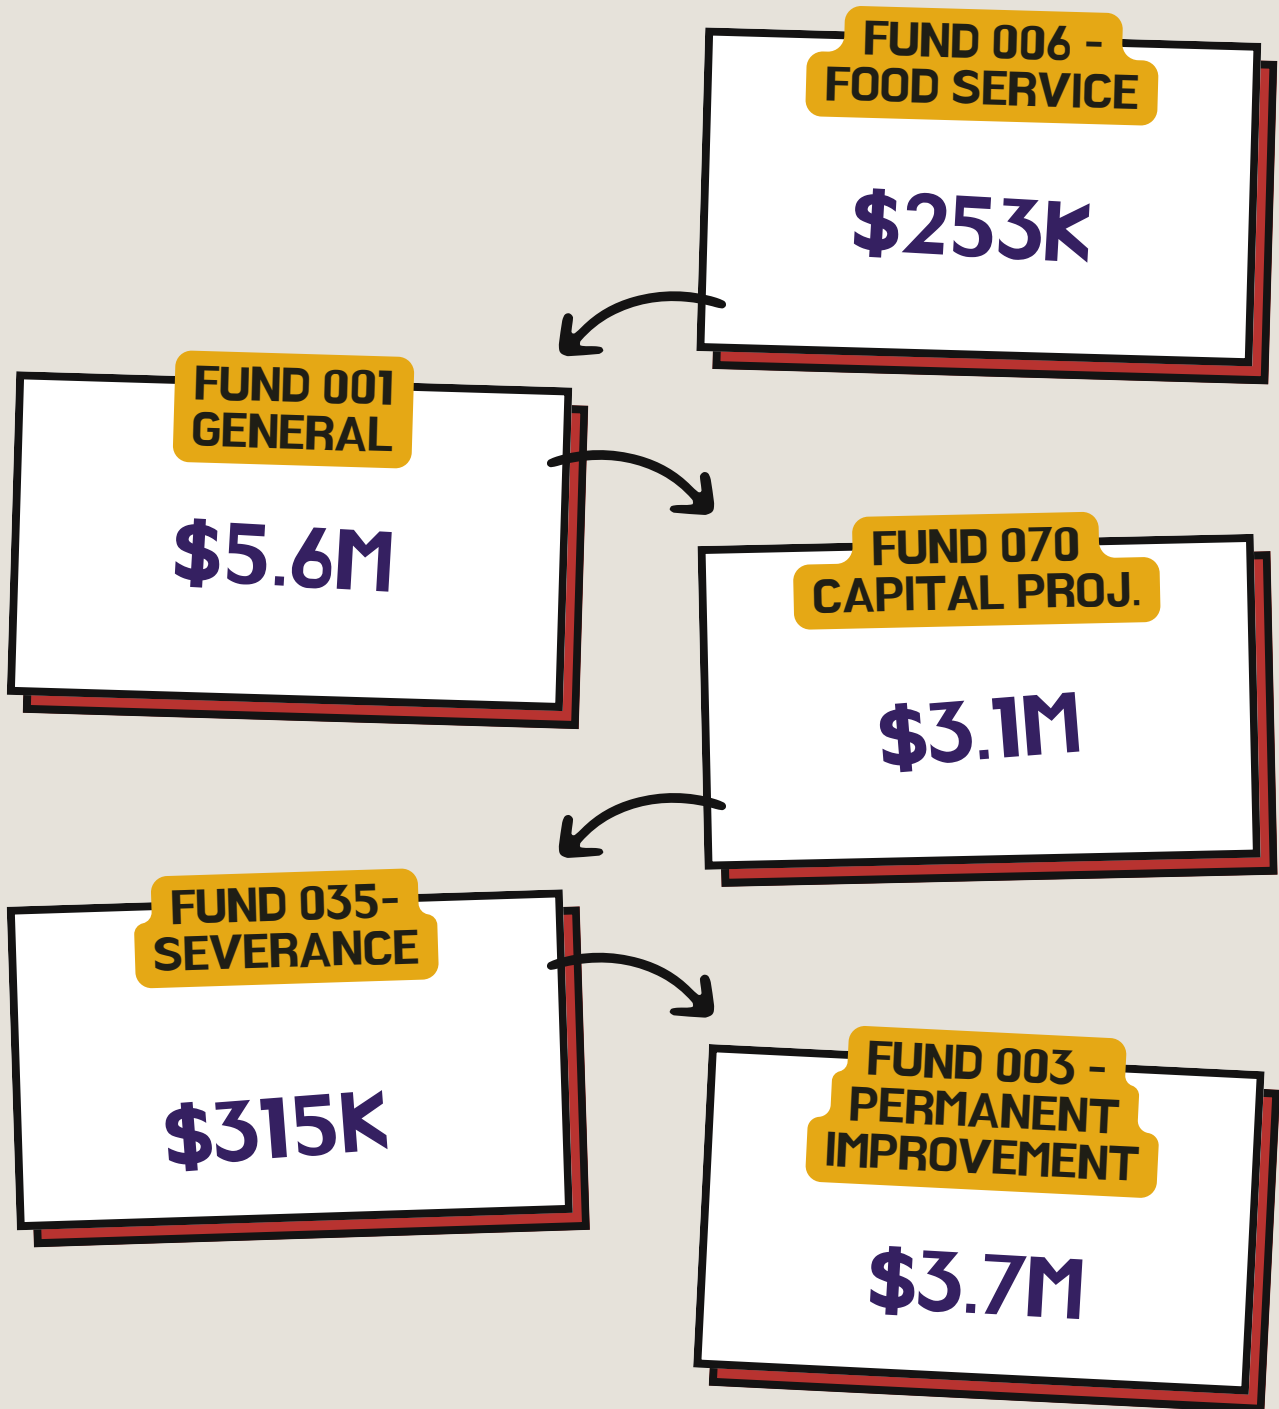 FUND 006 -
FOOD SERVICE
$253K
FUND 001
GENERAL
$5.6M
FUND 070
CAPITAL PROJ.
$3.1M
FUND 035-
SEVERANCE
$315K
FUND 003 -
PERMANENT
IMPROVEMENT
$3.7M